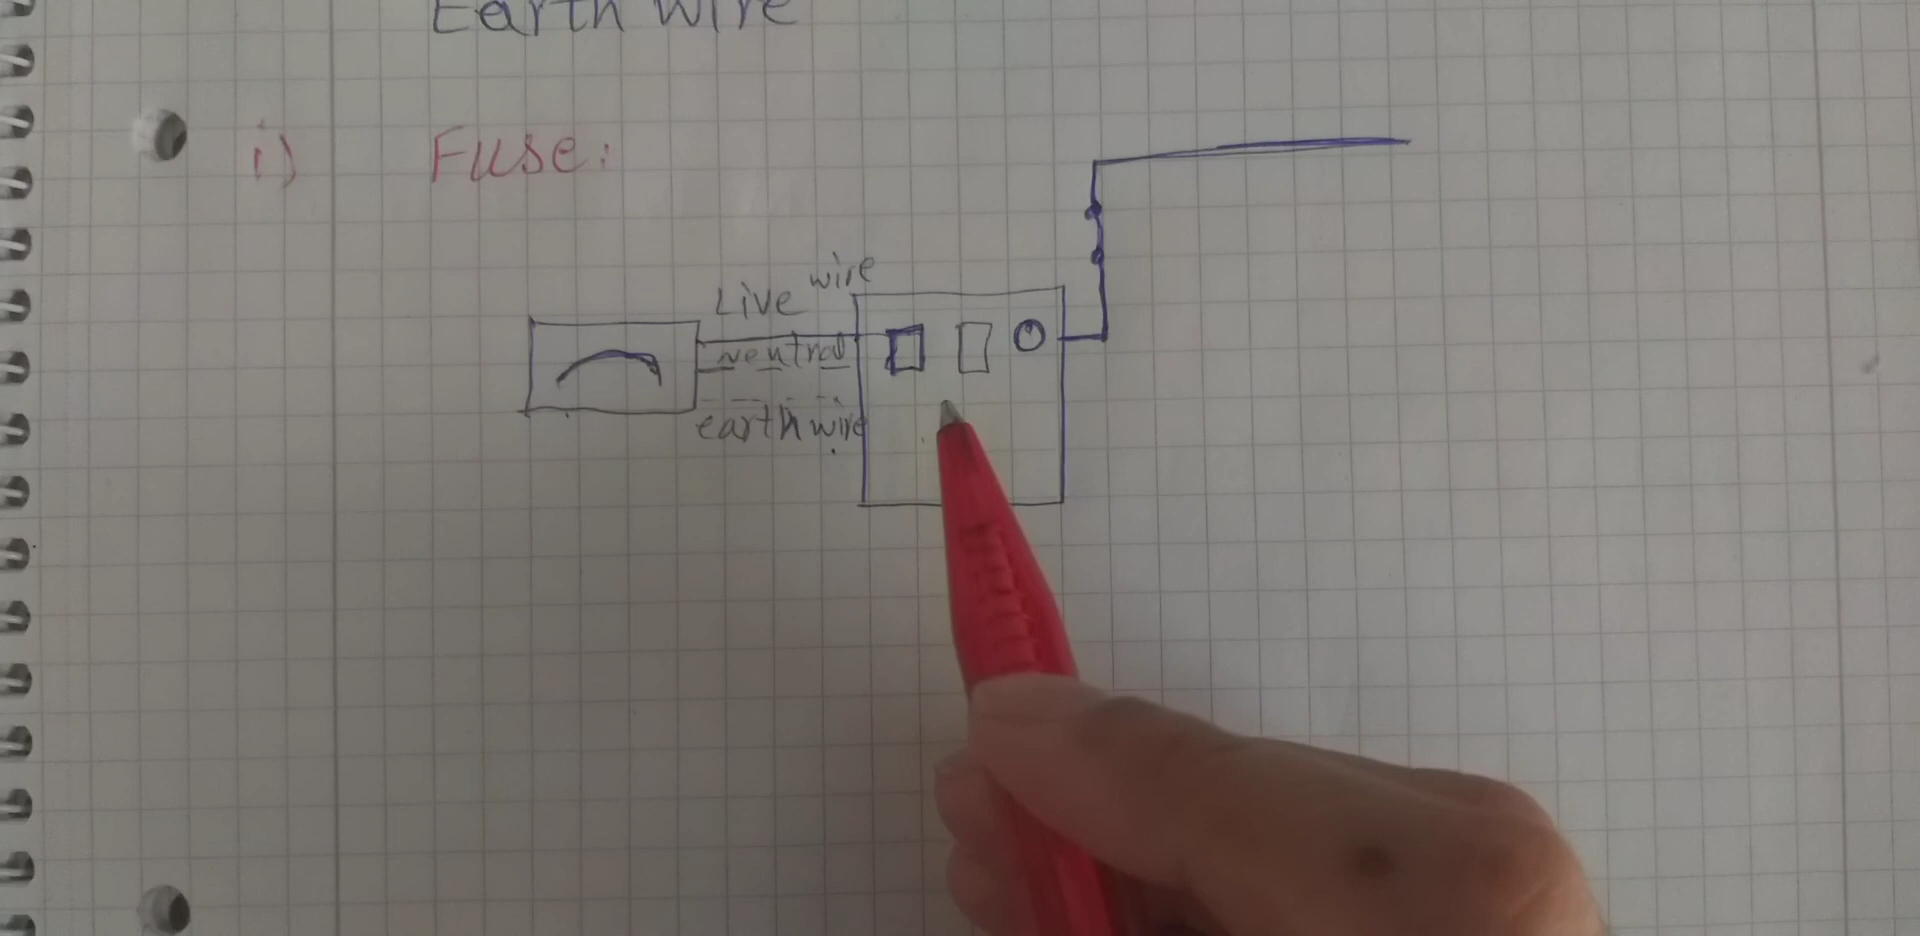 Earth wire
i) Fuse:
Live wire
neutral
earth wire